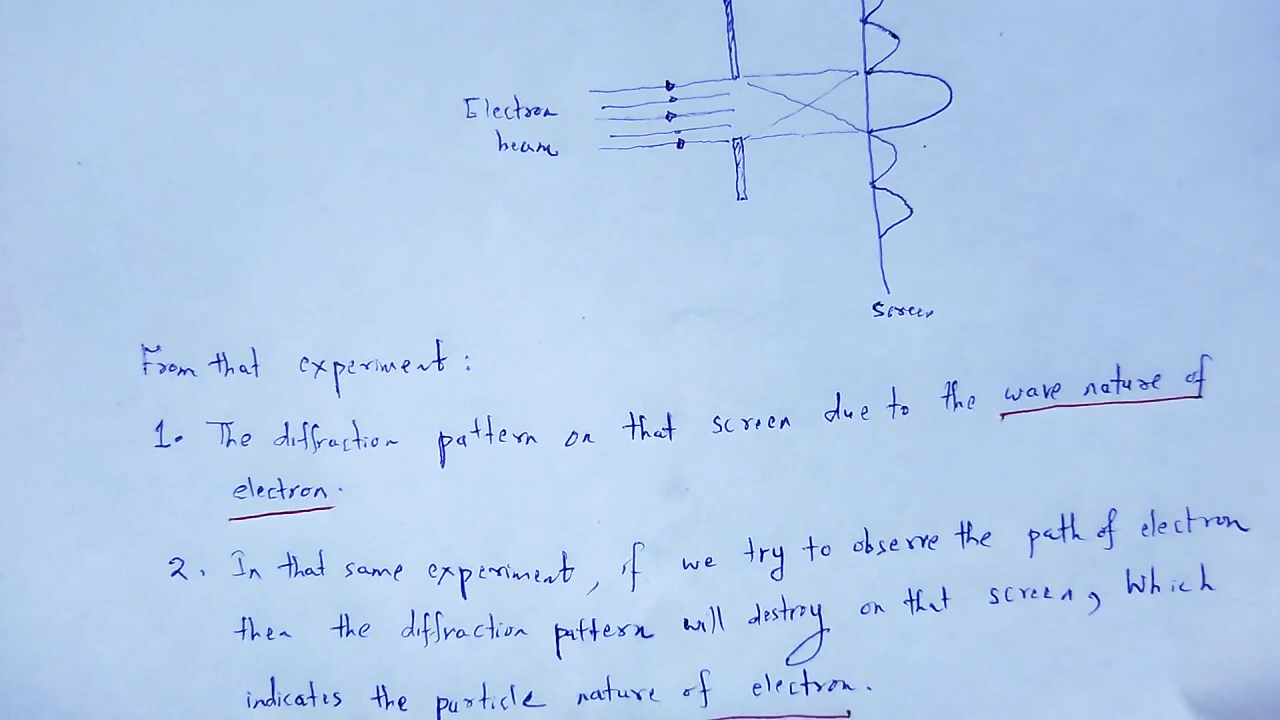 Electron
beam
Screen
From that experiment:
1. The diffraction pattern on that screen due to the wave nature of
electron.
2. In that same experiment, if we try to observe the path of electron
then the diffraction pattern will destroy on that screen, Which
indicates the particle nature of electron.